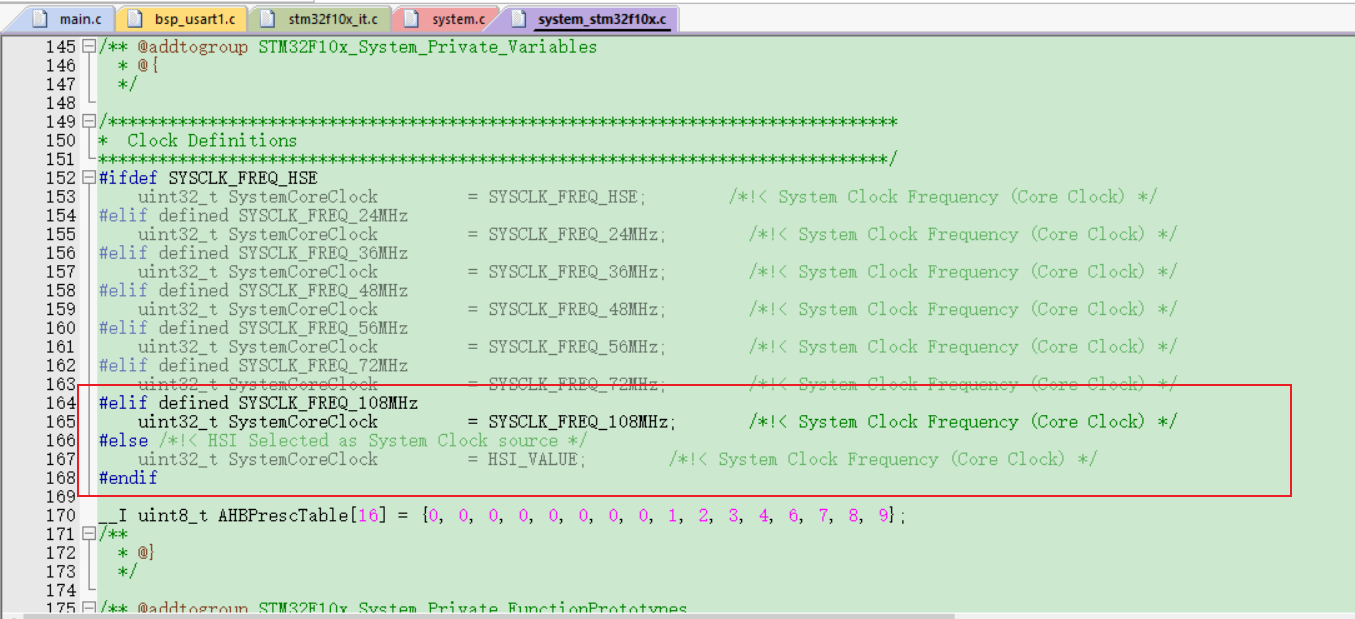 main.c bsp_usart1.c stm32f10x_it.c system.c system_stm32f10x.c
145 /** @addtogroup STM32F10x_System_Private_Variables
146 * @{
147 */
148
149 /*******************************************************************************
150 * Clock Definitions
151 *******************************************************************************/
152 #ifdef SYSCLK_FREQ_HSE
153 uint32_t SystemCoreClock = SYSCLK_FREQ_HSE; /*!< System Clock Frequency (Core Clock) */
154 #elif defined SYSCLK_FREQ_24MHz
155 uint32_t SystemCoreClock = SYSCLK_FREQ_24MHz; /*!< System Clock Frequency (Core Clock) */
156 #elif defined SYSCLK_FREQ_36MHz
157 uint32_t SystemCoreClock = SYSCLK_FREQ_36MHz; /*!< System Clock Frequency (Core Clock) */
158 #elif defined SYSCLK_FREQ_48MHz
159 uint32_t SystemCoreClock = SYSCLK_FREQ_48MHz; /*!< System Clock Frequency (Core Clock) */
160 #elif defined SYSCLK_FREQ_56MHz
161 uint32_t SystemCoreClock = SYSCLK_FREQ_56MHz; /*!< System Clock Frequency (Core Clock) */
162 #elif defined SYSCLK_FREQ_72MHz
163 uint32_t SystemCoreClock = SYSCLK_FREQ_72MHz; /*!< System Clock Frequency (Core Clock) */
164 #elif defined SYSCLK_FREQ_108MHz
165 uint32_t SystemCoreClock = SYSCLK_FREQ_108MHz; /*!< System Clock Frequency (Core Clock) */
166 #else /*!< HSI Selected as System Clock source */
167 uint32_t SystemCoreClock = HSI_VALUE; /*!< System Clock Frequency (Core Clock) */
168 #endif
169
170 __I uint8_t AHBPrescTable[16] = {0, 0, 0, 0, 0, 0, 0, 0, 1, 2, 3, 4, 6, 7, 8, 9};
171 /**
172 * @}
173 */
174
175 /** @addtogroup STM32F10x_System_Private_FunctionPrototypes